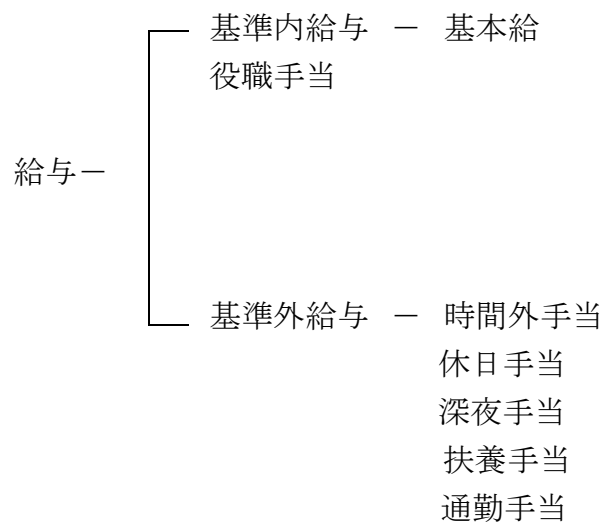 基準内給与 － 基本給
役職手当
給与－
基準外給与 － 時間外手当
休日手当
深夜手当
扶養手当
通勤手当